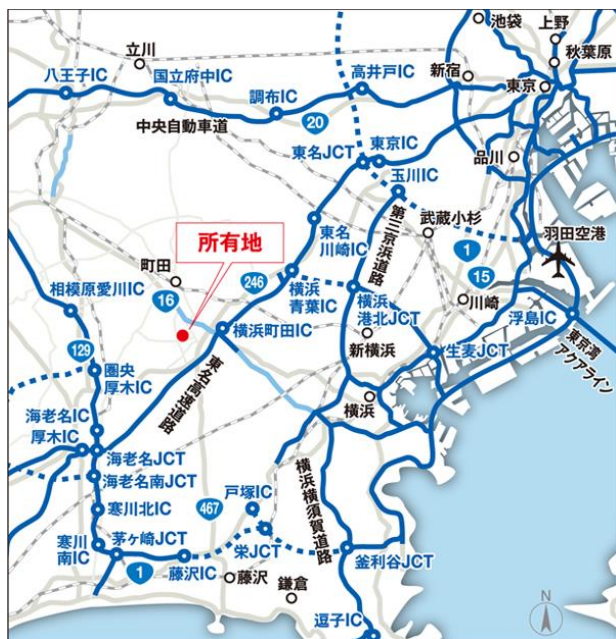 池袋
上野
秋葉原
立川
八王子IC
国立府中IC
調布IC
高井戸IC
新宿
東京
中央自動車道
20
東名JCT
東京IC
玉川IC
品川
第三京浜道路
武蔵小杉
羽田空港
所有地
東名
川崎IC
1
15
町田
246
横浜
青葉IC
横浜
港北JCT
川崎
浮島IC
相模原愛川IC
16
横浜町田IC
新横浜
生麦JCT
東京湾
アクアライン
129
圏央
厚木IC
東名高速道路
横浜
海老名IC
厚木IC
海老名JCT
海老名南JCT
戸塚IC
横浜横須賀道路
467
寒川北IC
寒川
南IC
茅ヶ崎JCT
栄JCT
釜利谷JCT
1
藤沢IC
藤沢
鎌倉
逗子IC
N